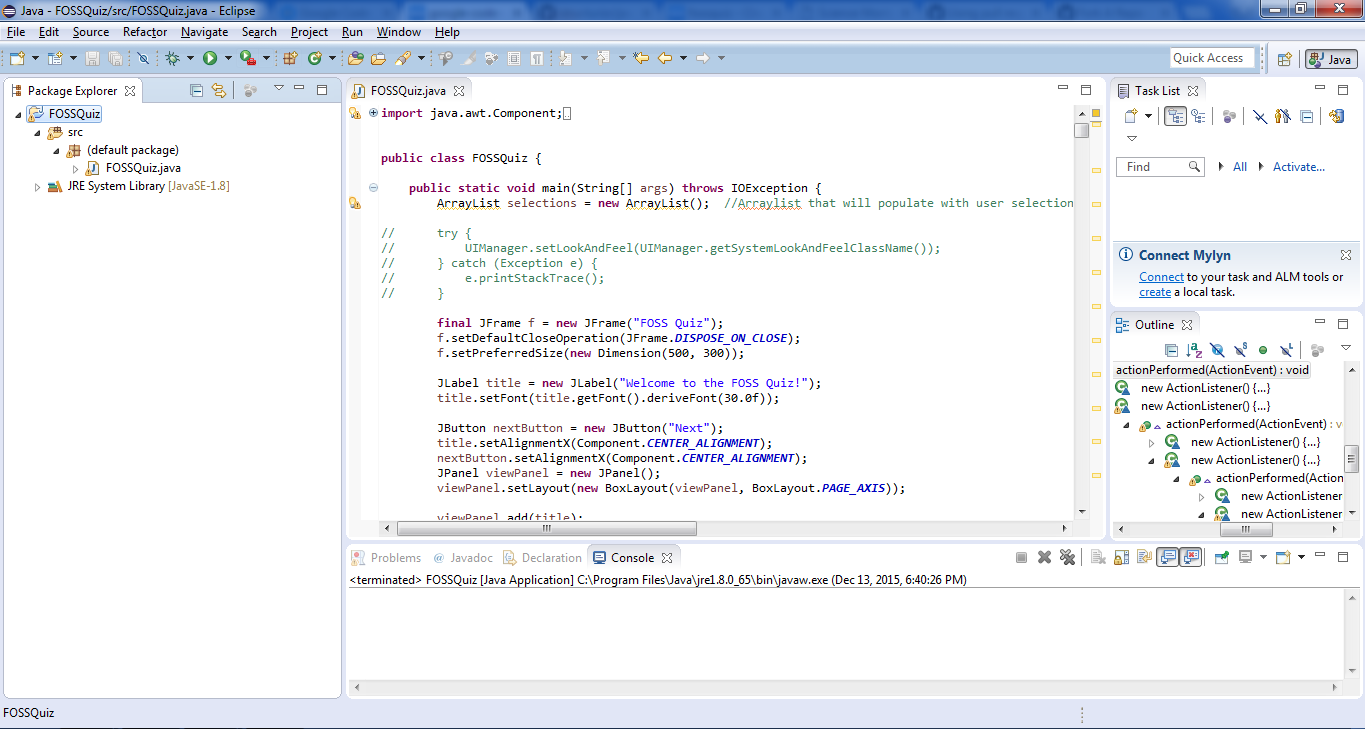 Java - FOSSQuiz/src/FOSSQuiz.java - Eclipse
File Edit Source Refactor Navigate Search Project Run Window Help
Quick Access
Java
Package Explorer
FOSSQuiz
src
(default package)
FOSSQuiz.java
JRE System Library [JavaSE-1.8]
FOSSQuiz.java
import java.awt.Component;
public class FOSSQuiz {
public static void main(String[] args) throws IOException {
ArrayList selections = new ArrayList(); //Arraylist that will populate with user selection
// try {
// UIManager.setLookAndFeel(UIManager.getSystemLookAndFeelClassName());
// } catch (Exception e) {
// e.printStackTrace();
// }
final JFrame f = new JFrame("FOSS Quiz");
f.setDefaultCloseOperation(JFrame.DISPOSE_ON_CLOSE);
f.setPreferredSize(new Dimension(500, 300));
JLabel title = new JLabel("Welcome to the FOSS Quiz!");
title.setFont(title.getFont().deriveFont(30.0f));
JButton nextButton = new JButton("Next");
title.setAlignmentX(Component.CENTER_ALIGNMENT);
nextButton.setAlignmentX(Component.CENTER_ALIGNMENT);
JPanel viewPanel = new JPanel();
viewPanel.setLayout(new BoxLayout(viewPanel, BoxLayout.PAGE_AXIS));
viewPanel.add(title);
Task List
Find
All
Activate...
Connect Mylyn
Connect to your task and ALM tools or
create a local task.
Outline
actionPerformed(ActionEvent) : void
new ActionListener() {...}
new ActionListener() {...}
actionPerformed(ActionEvent) : v
new ActionListener() {...}
new ActionListener() {...}
actionPerformed(Action
new ActionListener
new ActionListener
Problems @ Javadoc Declaration Console
<terminated> FOSSQuiz [Java Application] C:\Program Files\Java\jre1.8.0_65\bin\javaw.exe (Dec 13, 2015, 6:40:26 PM)
FOSSQuiz